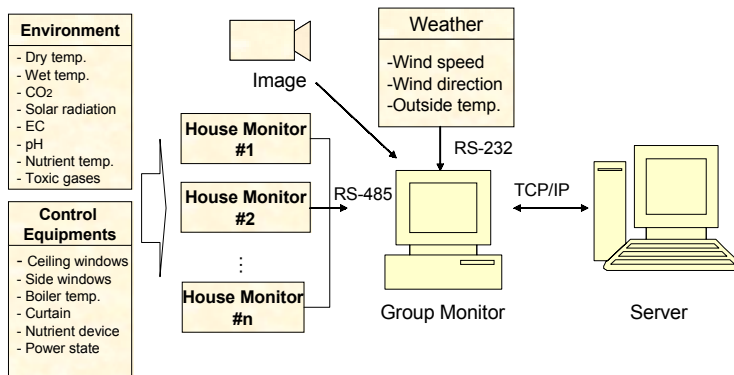 Environment
- Dry temp.
- Wet temp.
- CO2
- Solar radiation
- EC
- pH
- Nutrient temp.
- Toxic gases
Control
Equipments
- Ceiling windows
- Side windows
- Boiler temp.
- Curtain
- Nutrient device
- Power state
Image
House Monitor
#1
House Monitor
#2
⋮
House Monitor
#n
RS-485
Weather
-Wind speed
-Wind direction
-Outside temp.
RS-232
Group Monitor
TCP/IP
Server